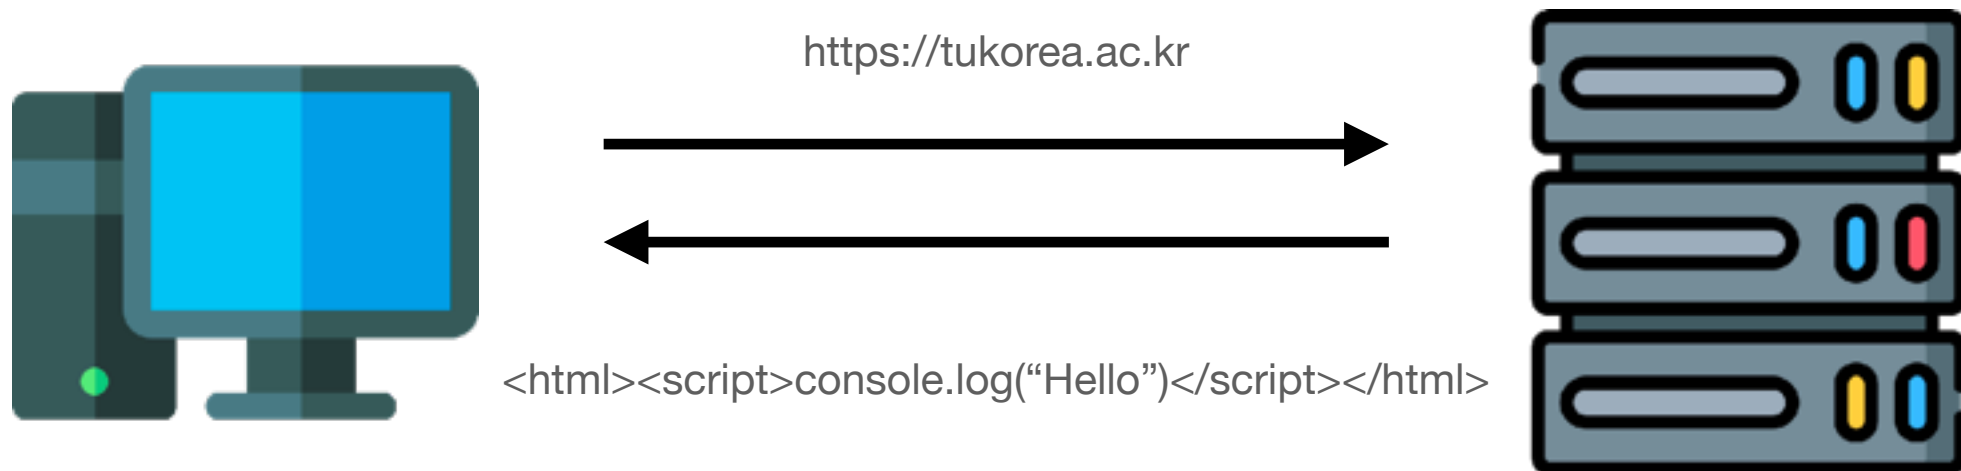 https://tukorea.ac.kr
<html><script>console.log(“Hello”)</script></html>